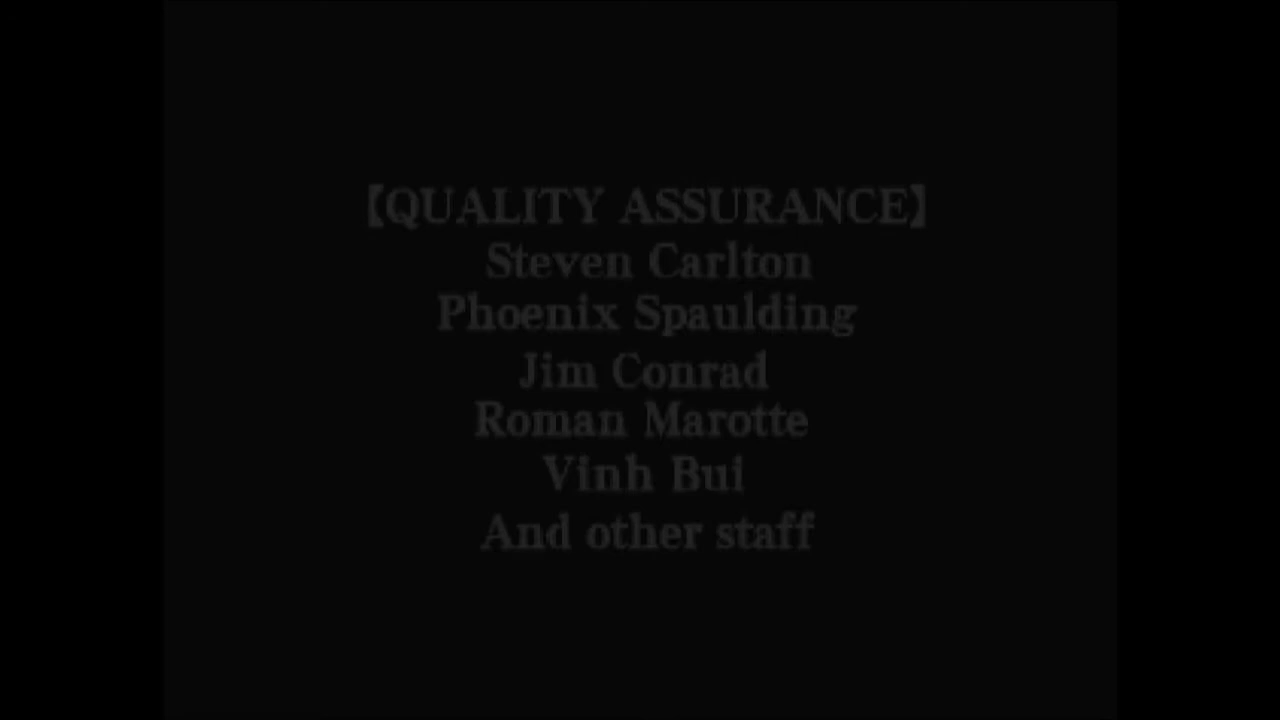 【QUALITY ASSURANCE】
Steven Carlton
Phoenix Spaulding
Jim Conrad
Roman Marotte
Vinh Bui
And other staff